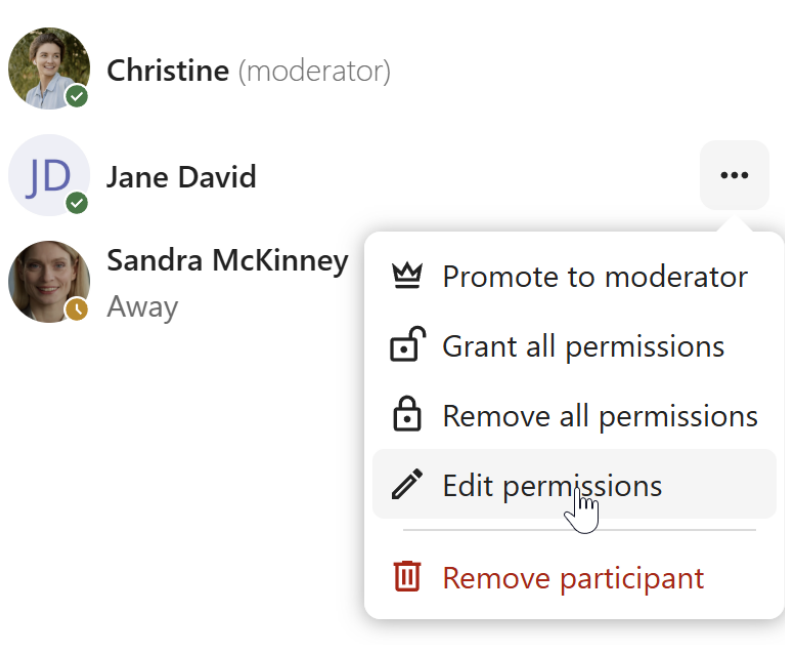 Christine (moderator)
JD
Jane David
Sandra McKinney
Away
Promote to moderator
Grant all permissions
Remove all permissions
Edit permissions
Remove participant